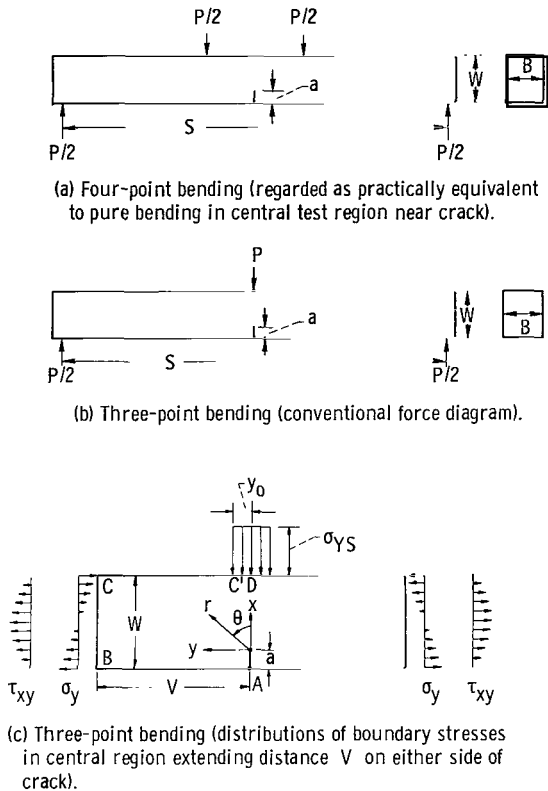 P/2 P/2
B
W
a
S
P/2 P/2
(a) Four-point bending (regarded as practically equivalent
to pure bending in central test region near crack).
P
W
B
a
S
P/2 P/2
(b) Three-point bending (conventional force diagram).
y₀
σYS
C C' D
r θ x
W
y a
B
V A
τxy σy σy τxy
(c) Three-point bending (distributions of boundary stresses
in central region extending distance V on either side of
crack).